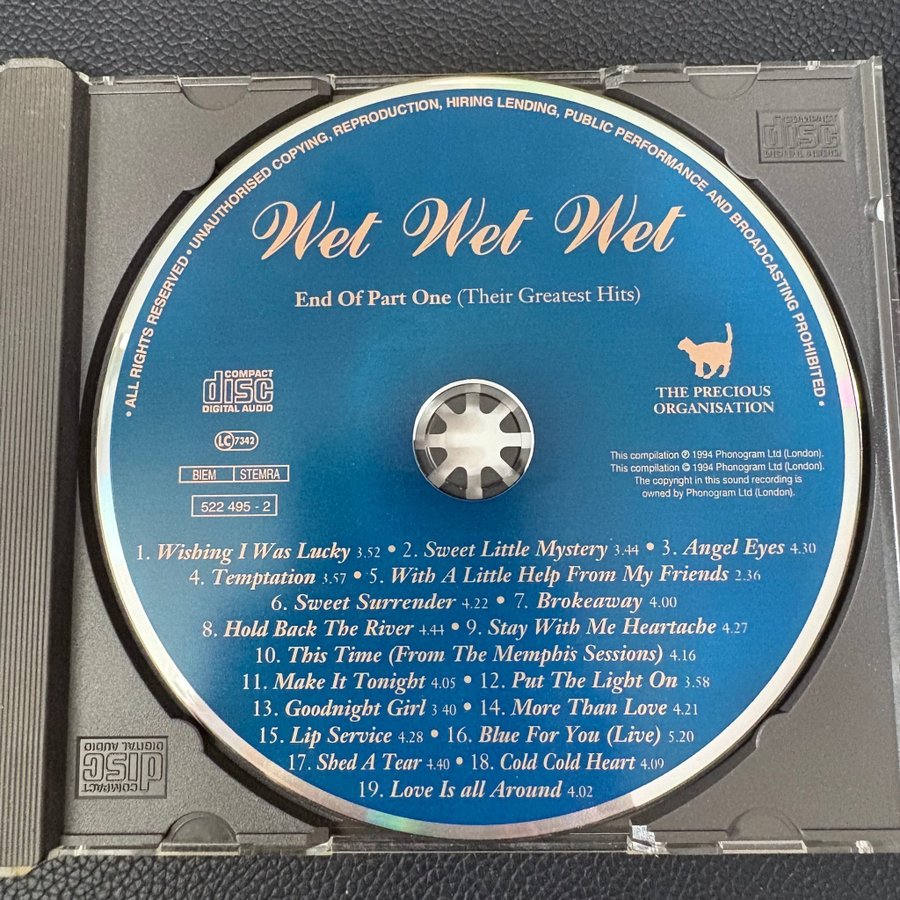 • ALL RIGHTS RESERVED • UNAUTHORISED COPYING, REPRODUCTION, HIRING LENDING, PUBLIC PERFORMANCE AND BROADCASTING PROHIBITED •
COMPACT
disc
DIGITAL AUDIO
Wet Wet Wet
End Of Part One (Their Greatest Hits)
COMPACT
disc
DIGITAL AUDIO
THE PRECIOUS
ORGANISATION
LC 7342
BIEM STEMRA
522 495 - 2
This compilation ℗ 1994 Phonogram Ltd (London).
This compilation © 1994 Phonogram Ltd (London).
The copyright in this sound recording is
owned by Phonogram Ltd (London).
1. Wishing I Was Lucky 3.52 • 2. Sweet Little Mystery 3.44 • 3. Angel Eyes 4.30
4. Temptation 3.57 • 5. With A Little Help From My Friends 2.36
6. Sweet Surrender 4.22 • 7. Brokeaway 4.00
8. Hold Back The River 4.44 • 9. Stay With Me Heartache 4.27
10. This Time (From The Memphis Sessions) 4.16
11. Make It Tonight 4.05 • 12. Put The Light On 3.58
13. Goodnight Girl 3 40 • 14. More Than Love 4.21
15. Lip Service 4.28 • 16. Blue For You (Live) 5.20
17. Shed A Tear 4.40 • 18. Cold Cold Heart 4.09
19. Love Is all Around 4.02
COMPACT
disc
DIGITAL AUDIO